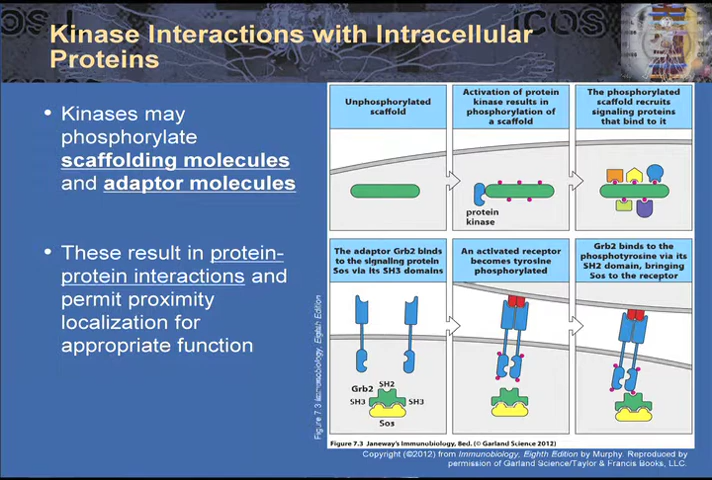 Kinase Interactions with Intracellular
Proteins
• Kinases may
phosphorylate
scaffolding molecules
and adaptor molecules
• These result in protein-
protein interactions and
permit proximity
localization for
appropriate function
Unphosphorylated
scaffold
Activation of protein
kinase results in
phosphorylation of
a scaffold
The phosphorylated
scaffold recruits
signaling proteins
that bind to it
protein
kinase
The adaptor Grb2 binds
to the signaling protein
Sos via its SH3 domains
An activated receptor
becomes tyrosine
phosphorylated
Grb2 binds to the
phosphotyrosine via its
SH2 domain, bringing
Sos to the receptor
Grb2
SH2
SH3
SH3
Sos
Figure 7.3 Immunobiology, Eighth Edition
Figure 7.3 Janeway's Immunobiology, 8ed. (© Garland Science 2012)
Copyright (©2012) from Immunobiology, Eighth Edition by Murphy. Reproduced by
permission of Garland Science/Taylor & Francis Books, LLC.